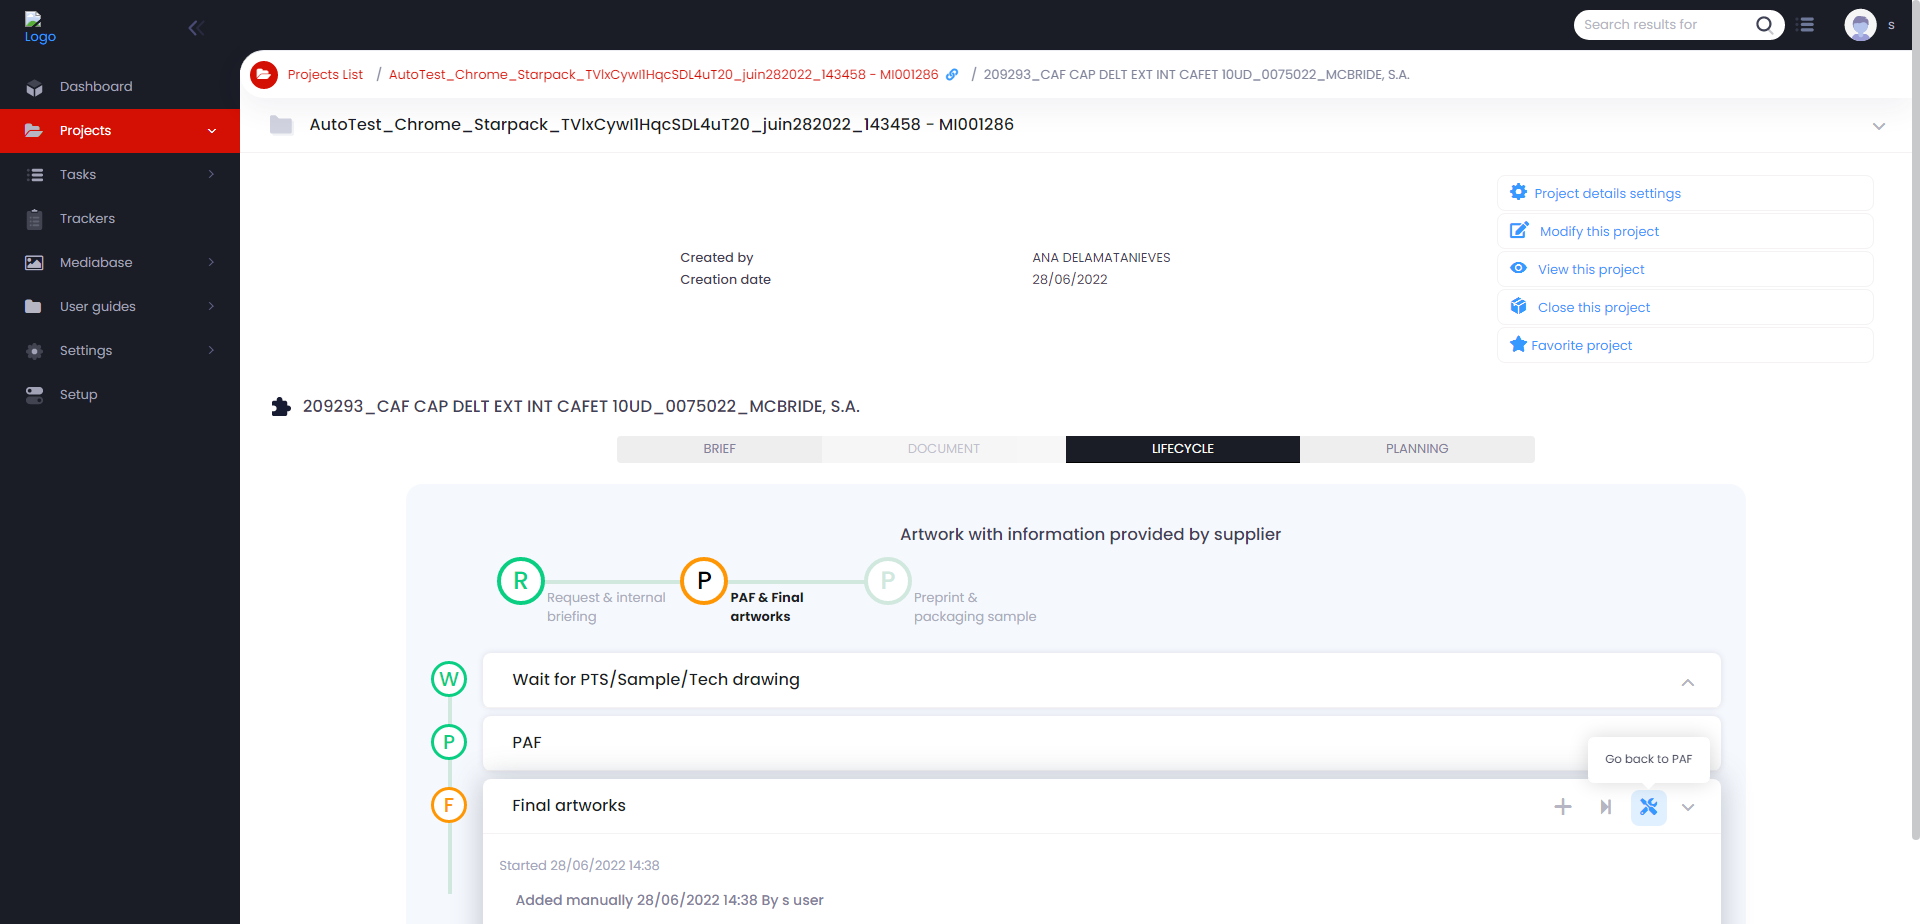 Logo
Search results for
s
Dashboard
Projects
Tasks
Trackers
Mediabase
User guides
Settings
Setup
Projects List / AutoTest_Chrome_Starpack_TVlxCywI1HqcSDL4uT20_juin282022_143458 - MI001286 / 209293_CAF CAP DELT EXT INT CAFET 10UD_0075022_MCBRIDE, S.A.
AutoTest_Chrome_Starpack_TVlxCywI1HqcSDL4uT20_juin282022_143458 - MI001286
Created by ANA DELAMATANIEVES
Creation date 28/06/2022
Project details settings
Modify this project
View this project
Close this project
Favorite project
209293_CAF CAP DELT EXT INT CAFET 10UD_0075022_MCBRIDE, S.A.
BRIEF DOCUMENT LIFECYCLE PLANNING
Artwork with information provided by supplier
R
Request & internal
briefing
P
PAF & Final
artworks
P
Preprint &
packaging sample
W
Wait for PTS/Sample/Tech drawing
P
PAF
Go back to PAF
F
Final artworks
Started 28/06/2022 14:38
Added manually 28/06/2022 14:38 By s user